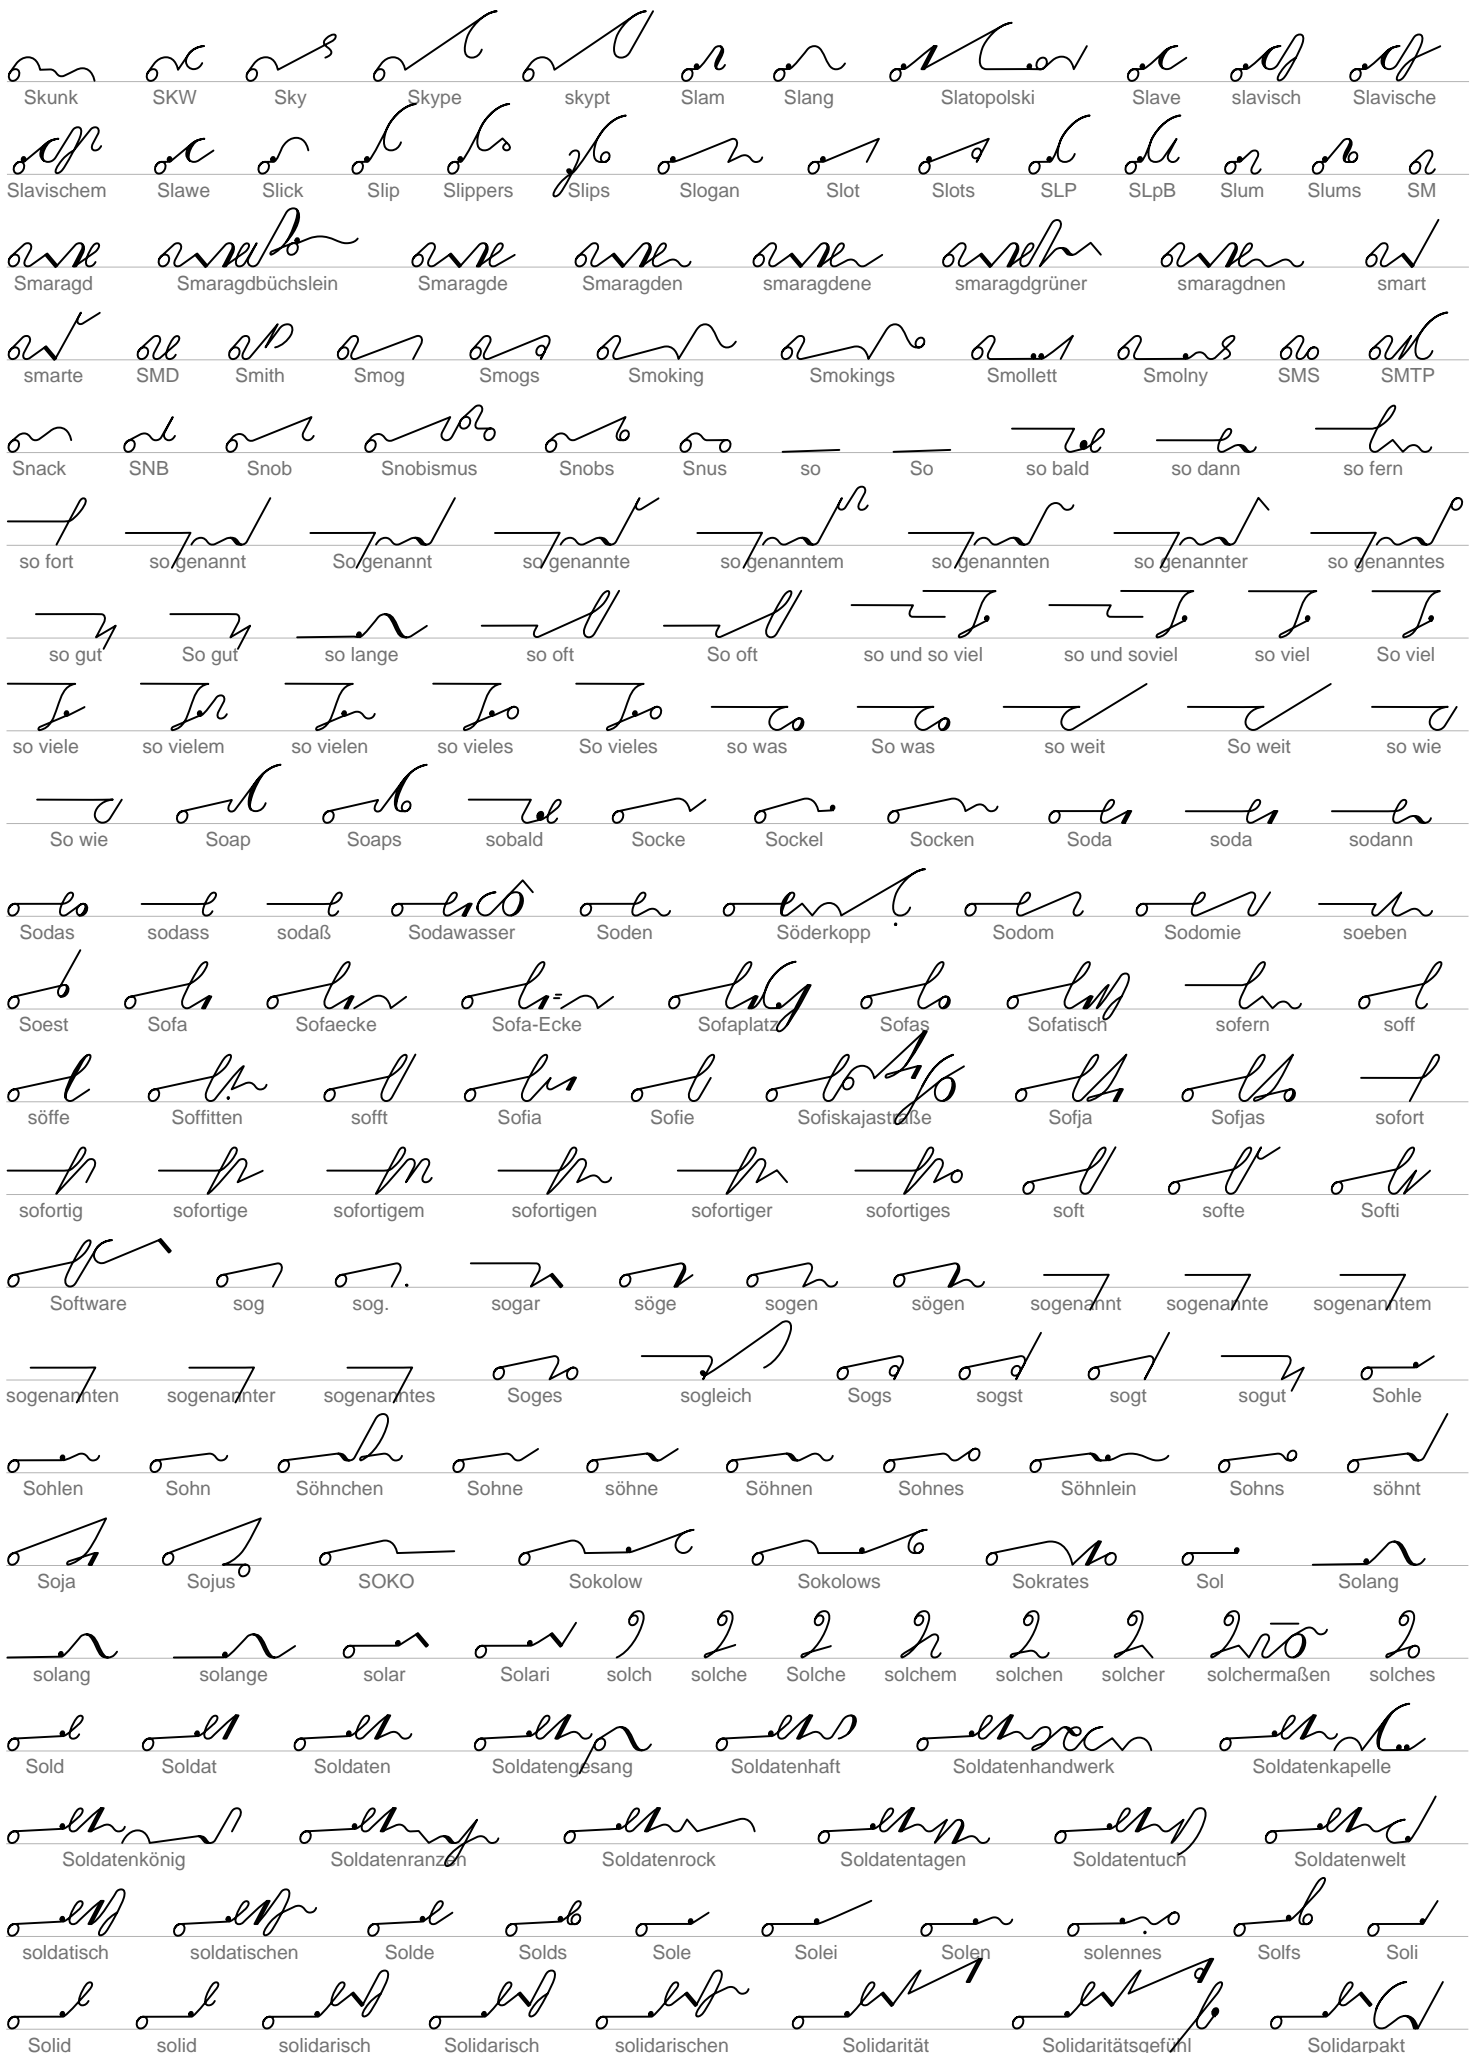 Skunk SKW Sky Skype skypt Slam Slang Slatopolski Slave slavisch Slavische
Slavischem Slawe Slick Slip Slippers Slips Slogan Slot Slots SLP SLpB Slum Slums SM
Smaragd Smaragdbüchslein Smaragde Smaragden smaragdene smaragdgrüner smaragdnen smart
smarte SMD Smith Smog Smogs Smoking Smokings Smollett Smolny SMS SMTP
Snack SNB Snob Snobismus Snobs Snus so So so bald so dann so fern
so fort so genannt So genannt so genannte so genanntem so genannten so genannter so genanntes
so gut So gut so lange so oft So oft so und so viel so und soviel so viel So viel
so viele so vielem so vielen so vieles So vieles so was So was so weit So weit so wie
So wie Soap Soaps sobald Socke Sockel Socken Soda soda sodann
Sodas sodass sodaß Sodawasser Soden Söderkopp Sodom Sodomie soeben
Soest Sofa Sofaecke Sofa-Ecke Sofaplatz Sofas Sofatisch sofern soff
söffe Soffitten sofft Sofia Sofie Sofiskajastraße Sofja Sofjas sofort
sofortig sofortige sofortigem sofortigen sofortiger sofortiges soft softe Softi
Software sog sog. sogar söge sogen sögen sogenannt sogenannte sogenanntem
sogenannten sogenannter sogenanntes Soges sogleich Sogs sogst sogt sogut Sohle
Sohlen Sohn Söhnchen Sohne söhne Söhnen Sohnes Söhnlein Sohns söhnt
Soja Sojus SOKO Sokolow Sokolows Sokrates Sol Solang
solang solange solar Solari solch solche Solche solchem solchen solcher solchermaßen solches
Sold Soldat Soldaten Soldatengesang Soldatenhaft Soldatenhandwerk Soldatenkapelle
Soldatenkönig Soldatenranzen Soldatenrock Soldatentagen Soldatentuch Soldatenwelt
soldatisch soldatischen Solde Solds Sole Solei Solen solennes Solfs Soli
Solid solid solidarisch Solidarisch solidarischen Solidarität Solidaritätsgefühl Solidarpakt